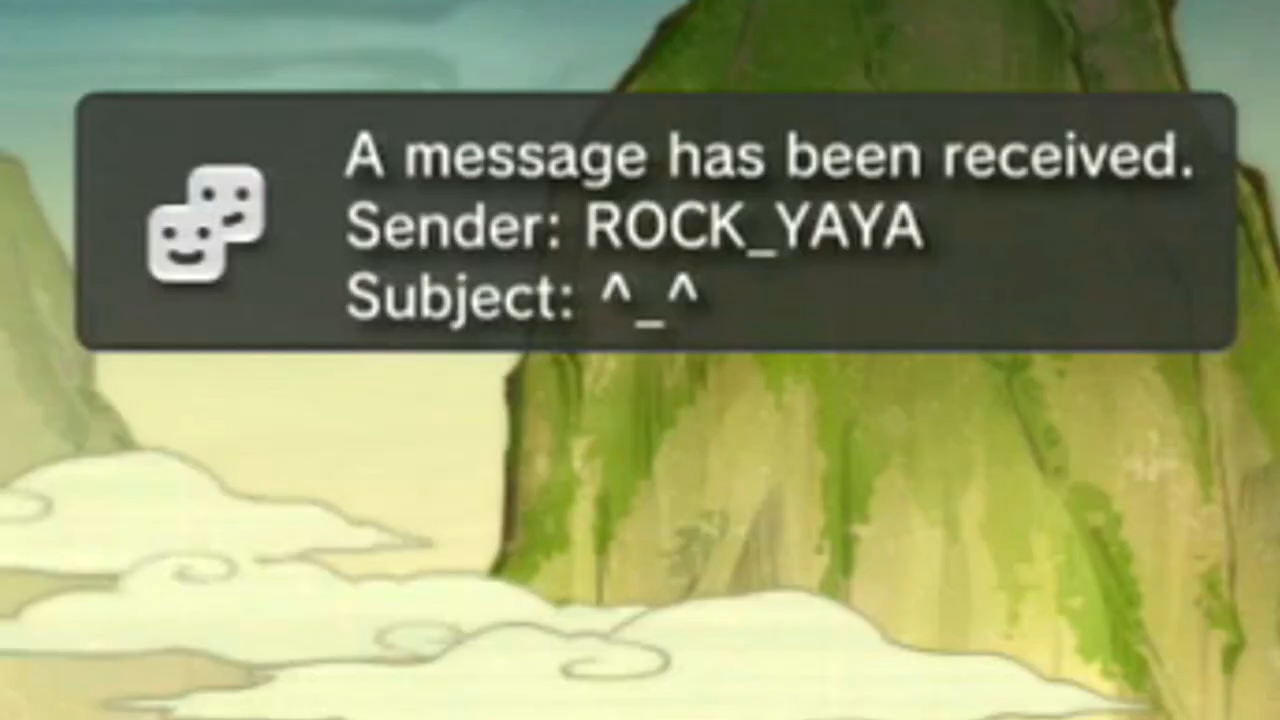 A message has been received.
Sender: ROCK_YAYA
Subject: ^_^